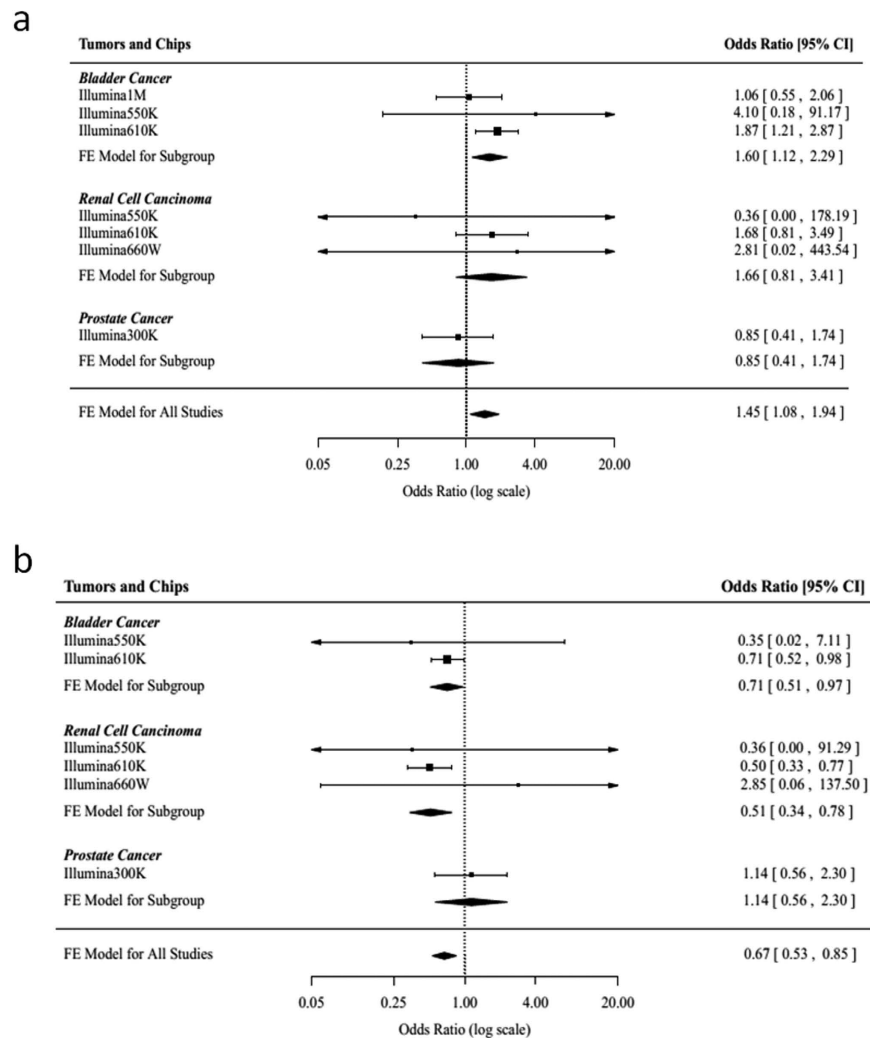 a
Tumors and Chips Odds Ratio [95% CI]
Bladder Cancer
Illumina1M 1.06 [ 0.55 , 2.06 ]
Illumina550K 4.10 [ 0.18 , 91.17 ]
Illumina610K 1.87 [ 1.21 , 2.87 ]
FE Model for Subgroup 1.60 [ 1.12 , 2.29 ]
Renal Cell Cancinoma
Illumina550K 0.36 [ 0.00 , 178.19 ]
Illumina610K 1.68 [ 0.81 , 3.49 ]
Illumina660W 2.81 [ 0.02 , 443.54 ]
FE Model for Subgroup 1.66 [ 0.81 , 3.41 ]
Prostate Cancer
Illumina300K 0.85 [ 0.41 , 1.74 ]
FE Model for Subgroup 0.85 [ 0.41 , 1.74 ]
FE Model for All Studies 1.45 [ 1.08 , 1.94 ]
0.05 0.25 1.00 4.00 20.00
Odds Ratio (log scale)
b
Tumors and Chips Odds Ratio [95% CI]
Bladder Cancer
Illumina550K 0.35 [ 0.02 , 7.11 ]
Illumina610K 0.71 [ 0.52 , 0.98 ]
FE Model for Subgroup 0.71 [ 0.51 , 0.97 ]
Renal Cell Cancinoma
Illumina550K 0.36 [ 0.00 , 91.29 ]
Illumina610K 0.50 [ 0.33 , 0.77 ]
Illumina660W 2.85 [ 0.06 , 137.50 ]
FE Model for Subgroup 0.51 [ 0.34 , 0.78 ]
Prostate Cancer
Illumina300K 1.14 [ 0.56 , 2.30 ]
FE Model for Subgroup 1.14 [ 0.56 , 2.30 ]
FE Model for All Studies 0.67 [ 0.53 , 0.85 ]
0.05 0.25 1.00 4.00 20.00
Odds Ratio (log scale)